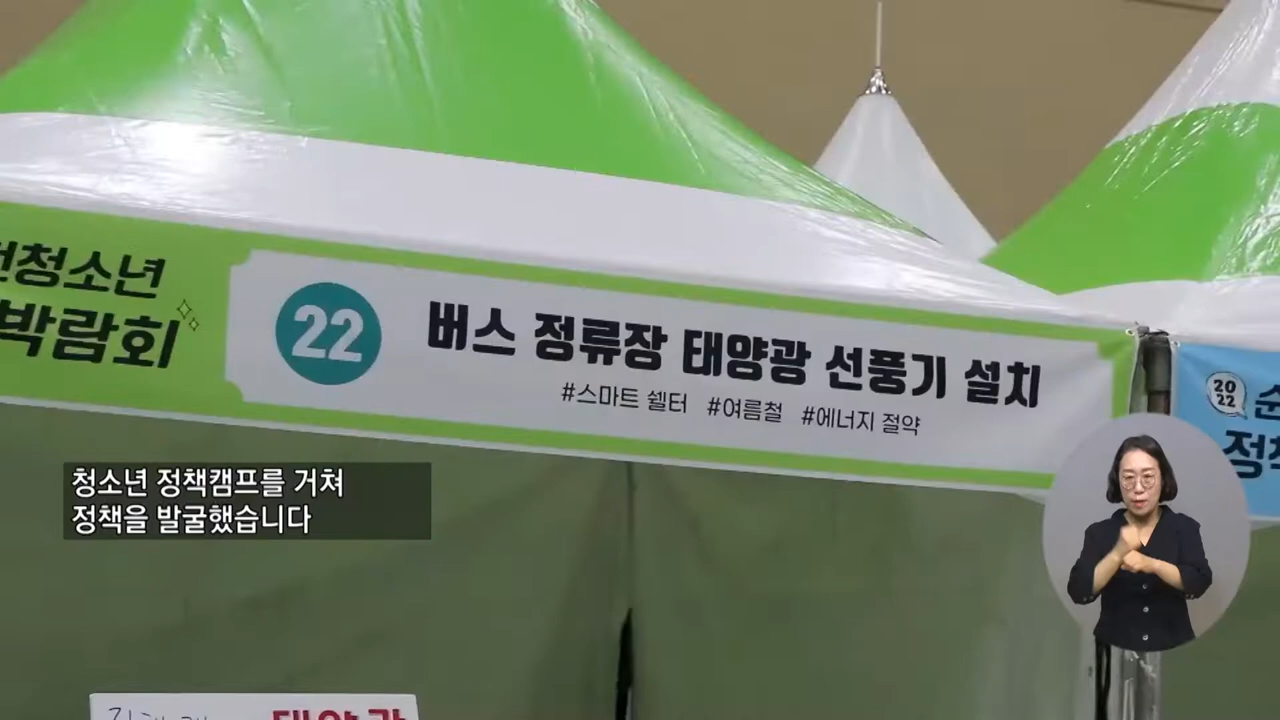 청소년
박람회
22
버스 정류장 태양광 선풍기 설치
#스마트 쉘터 #여름철 #에너지 절약
2022
청소년 정책캠프를 거쳐
정책을 발굴했습니다
태양광